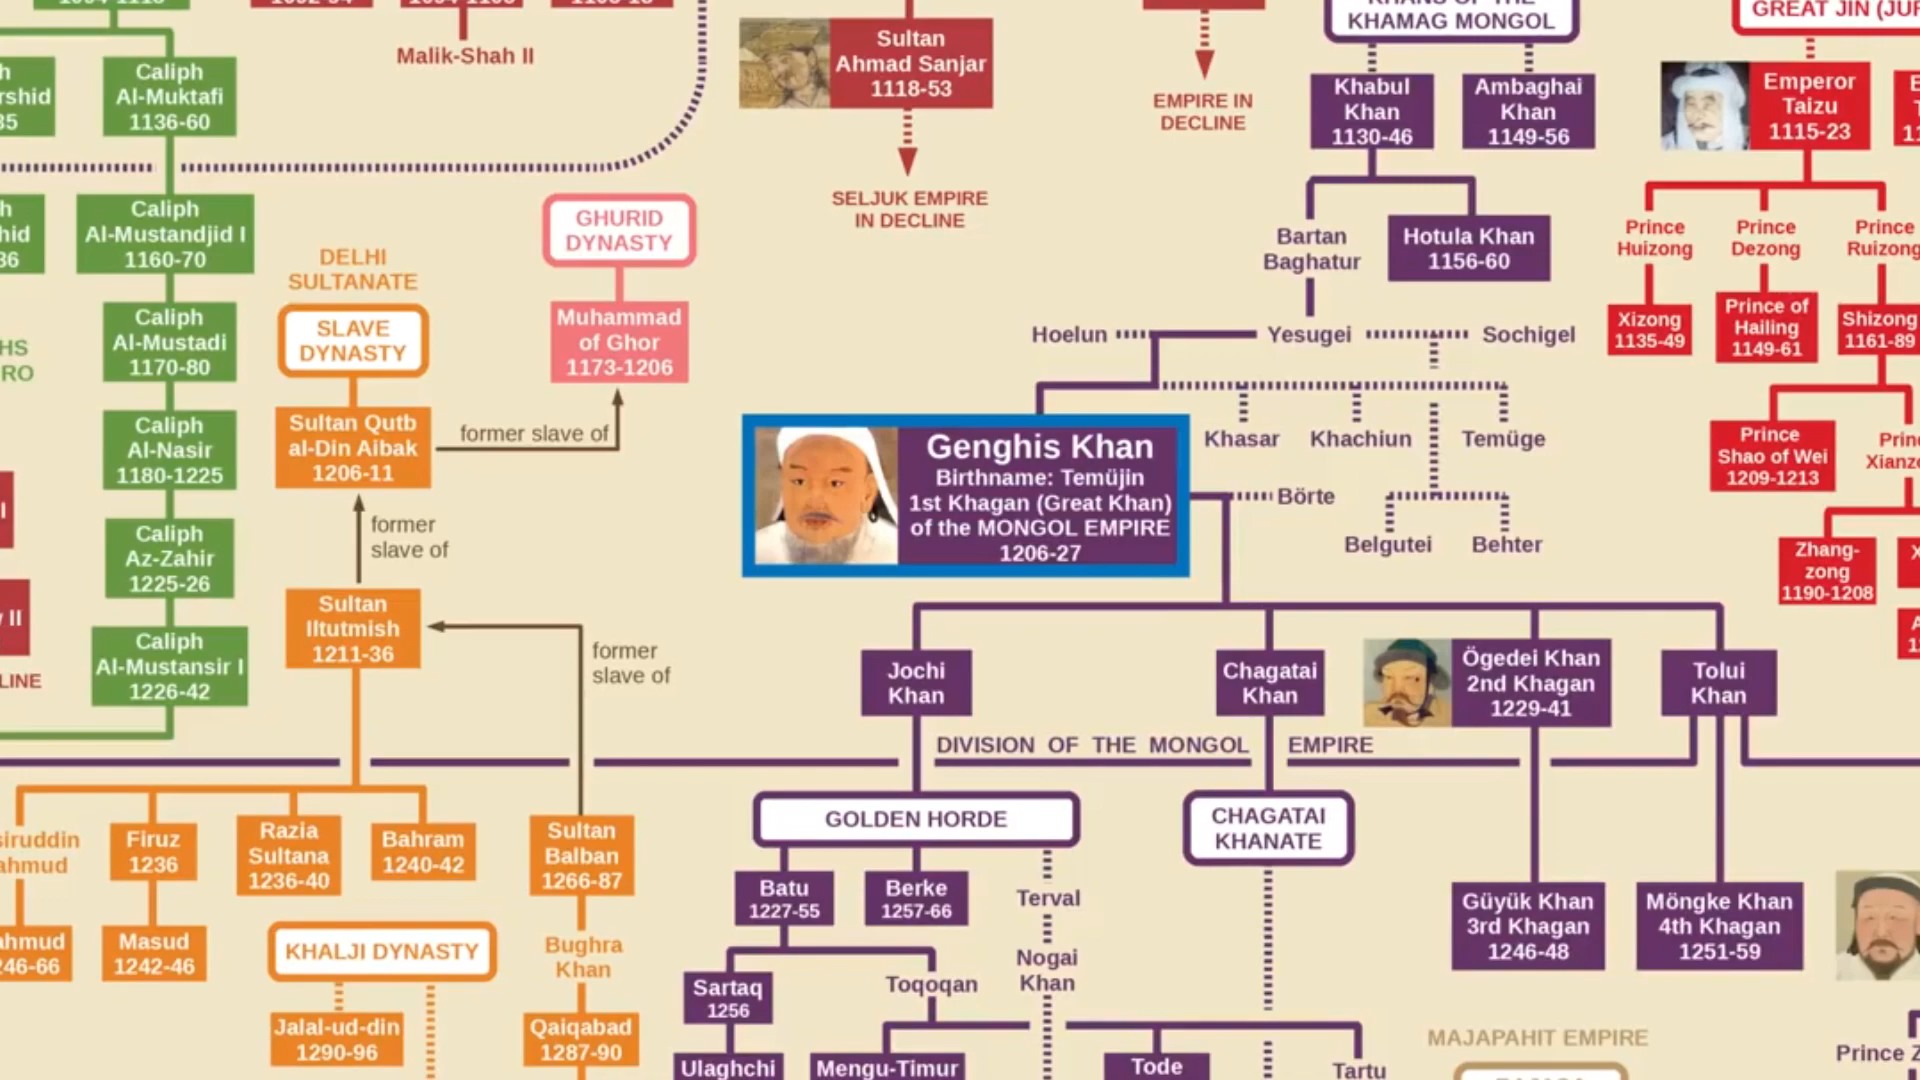 Malik-Shah II
Caliph
Al-Muktafi
1136-60
Caliph
Al-Mustandjid I
1160-70
Caliph
Al-Mustadi
1170-80
Caliph
Al-Nasir
1180-1225
Caliph
Az-Zahir
1225-26
Caliph
Al-Mustansir I
1226-42
DELHI
SULTANATE
SLAVE
DYNASTY
Sultan Qutb
al-Din Aibak
1206-11
former slave of
GHURID
DYNASTY
Muhammad
of Ghor
1173-1206
former
slave of
Sultan
Iltutmish
1211-36
former
slave of
Firuz
1236
Razia
Sultana
1236-40
Bahram
1240-42
Sultan
Balban
1266-87
Masud
1242-46
KHALJI DYNASTY
Bughra
Khan
Jalal-ud-din
1290-96
Qaiqabad
1287-90
Sultan
Ahmad Sanjar
1118-53
SELJUK EMPIRE
IN DECLINE
EMPIRE IN
DECLINE
KHANS OF THE
KHAMAG MONGOL
Khabul
Khan
1130-46
Ambaghai
Khan
1149-56
Bartan
Baghatur
Hotula Khan
1156-60
Hoelun
Yesugei
Sochigel
Genghis Khan
Birthname: Temüjin
1st Khagan (Great Khan)
of the MONGOL EMPIRE
1206-27
Khasar
Khachiun
Temüge
Börte
Belgutei
Behter
Jochi
Khan
Chagatai
Khan
Ögedei Khan
2nd Khagan
1229-41
Tolui
Khan
DIVISION OF THE MONGOL EMPIRE
GOLDEN HORDE
CHAGATAI
KHANATE
Batu
1227-55
Berke
1257-66
Terval
Nogai
Khan
Güyük Khan
3rd Khagan
1246-48
Möngke Khan
4th Khagan
1251-59
Sartaq
1256
Toqoqan
Ulaghchi
Mengu-Timur
Tode
Tartu
MAJAPAHIT EMPIRE
Prince Z
GREAT JIN (JUR
Emperor
Taizu
1115-23
Prince
Huizong
Prince
Dezong
Prince
Ruizong
Xizong
1135-49
Prince of
Hailing
1149-61
Shizong
1161-89
Prince
Shao of Wei
1209-1213
Zhang-
zong
1190-1208